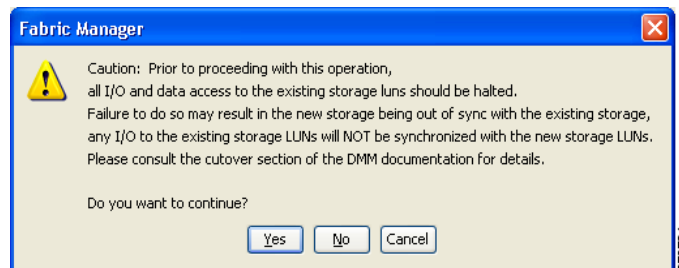 Fabric Manager
Caution: Prior to proceeding with this operation,
all I/O and data access to the existing storage luns should be halted.
Failure to do so may result in the new storage being out of sync with the existing storage,
any I/O to the existing storage LUNs will NOT be synchronized with the new storage LUNs.
Please consult the cutover section of the DMM documentation for details.
Do you want to continue?
Yes No Cancel